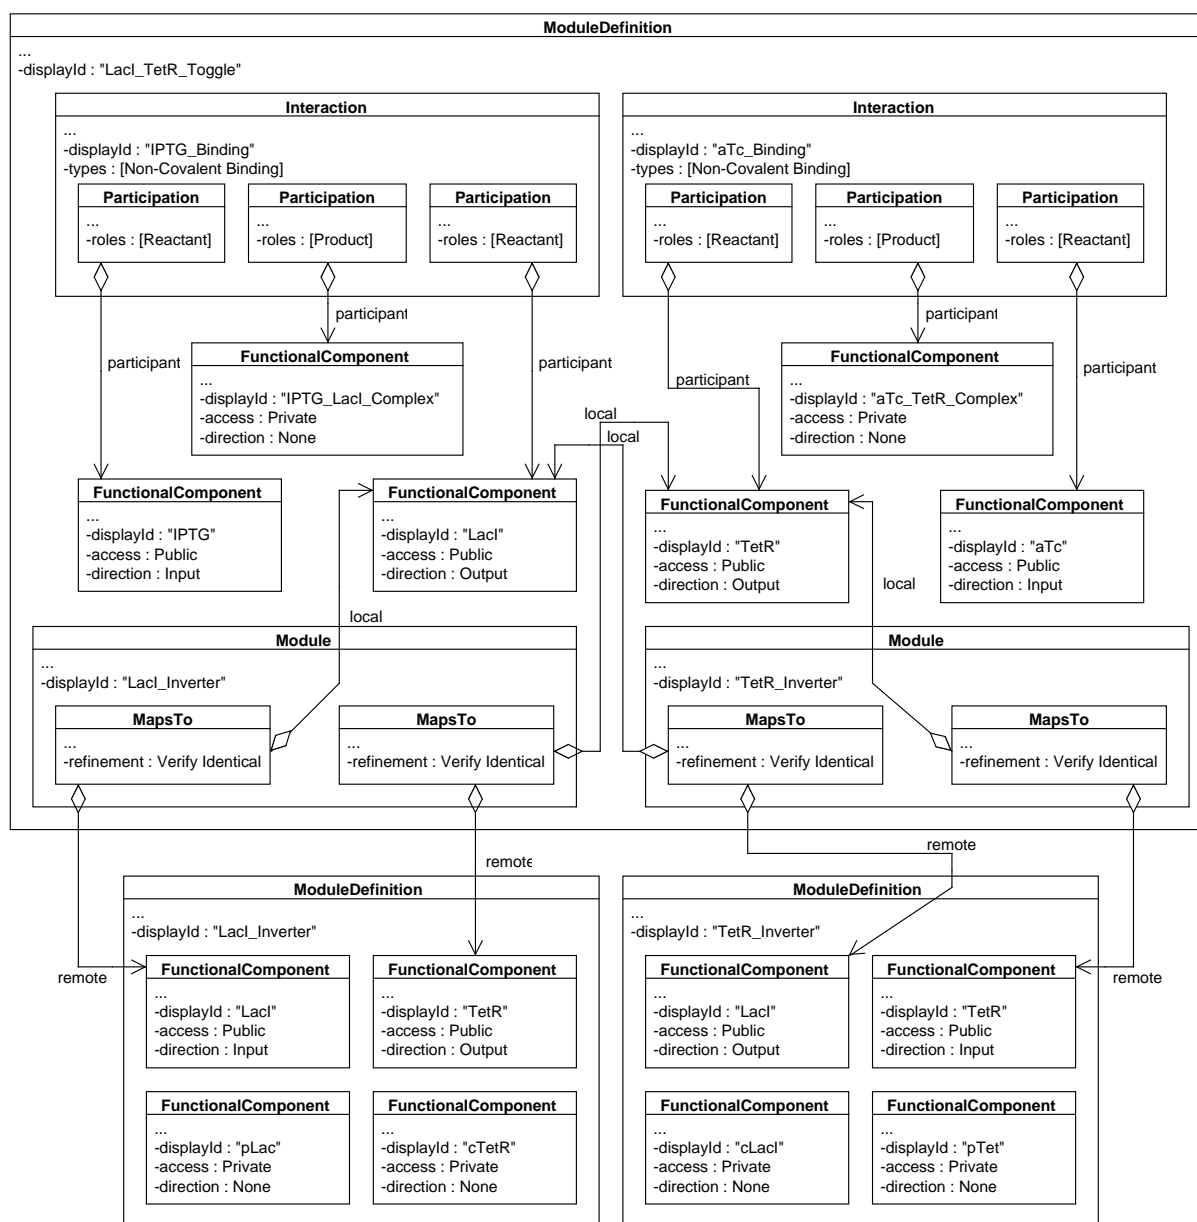 ModuleDefinition
...
-displayId : "LacI_TetR_Toggle"
Interaction
...
-displayId : "IPTG_Binding"
-types : [Non-Covalent Binding]
Participation
...
-roles : [Reactant]
Participation
...
-roles : [Product]
Participation
...
-roles : [Reactant]
Interaction
...
-displayId : "aTc_Binding"
-types : [Non-Covalent Binding]
Participation
...
-roles : [Reactant]
Participation
...
-roles : [Product]
Participation
...
-roles : [Reactant]
participant
participant
participant
participant
participant
participant
FunctionalComponent
...
-displayId : "IPTG_LacI_Complex"
-access : Private
-direction : None
FunctionalComponent
...
-displayId : "aTc_TetR_Complex"
-access : Private
-direction : None
local
local
FunctionalComponent
...
-displayId : "IPTG"
-access : Public
-direction : Input
FunctionalComponent
...
-displayId : "LacI"
-access : Public
-direction : Output
FunctionalComponent
...
-displayId : "TetR"
-access : Public
-direction : Output
FunctionalComponent
...
-displayId : "aTc"
-access : Public
-direction : Input
local
local
Module
...
-displayId : "LacI_Inverter"
MapsTo
...
-refinement : Verify Identical
MapsTo
...
-refinement : Verify Identical
Module
...
-displayId : "TetR_Inverter"
MapsTo
...
-refinement : Verify Identical
MapsTo
...
-refinement : Verify Identical
remote
remote
remote
remote
ModuleDefinition
...
-displayId : "LacI_Inverter"
FunctionalComponent
...
-displayId : "LacI"
-access : Public
-direction : Input
FunctionalComponent
...
-displayId : "TetR"
-access : Public
-direction : Output
FunctionalComponent
...
-displayId : "pLac"
-access : Private
-direction : None
FunctionalComponent
...
-displayId : "cTetR"
-access : Private
-direction : None
ModuleDefinition
...
-displayId : "TetR_Inverter"
FunctionalComponent
...
-displayId : "LacI"
-access : Public
-direction : Output
FunctionalComponent
...
-displayId : "TetR"
-access : Public
-direction : Input
FunctionalComponent
...
-displayId : "cLacI"
-access : Private
-direction : None
FunctionalComponent
...
-displayId : "pTet"
-access : Private
-direction : None